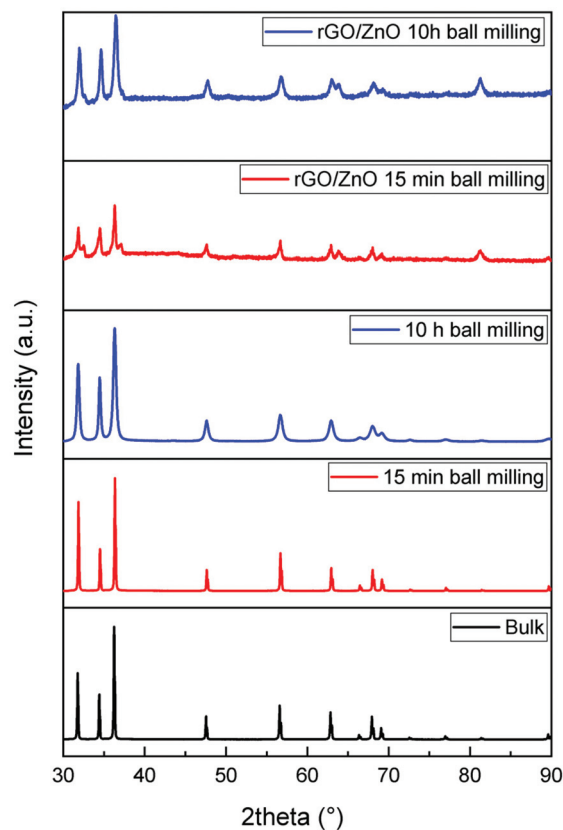 rGO/ZnO 10h ball milling
rGO/ZnO 15 min ball milling
10 h ball milling
15 min ball milling
Bulk
Intensity (a.u.)
30 40 50 60 70 80 90
2theta (°)